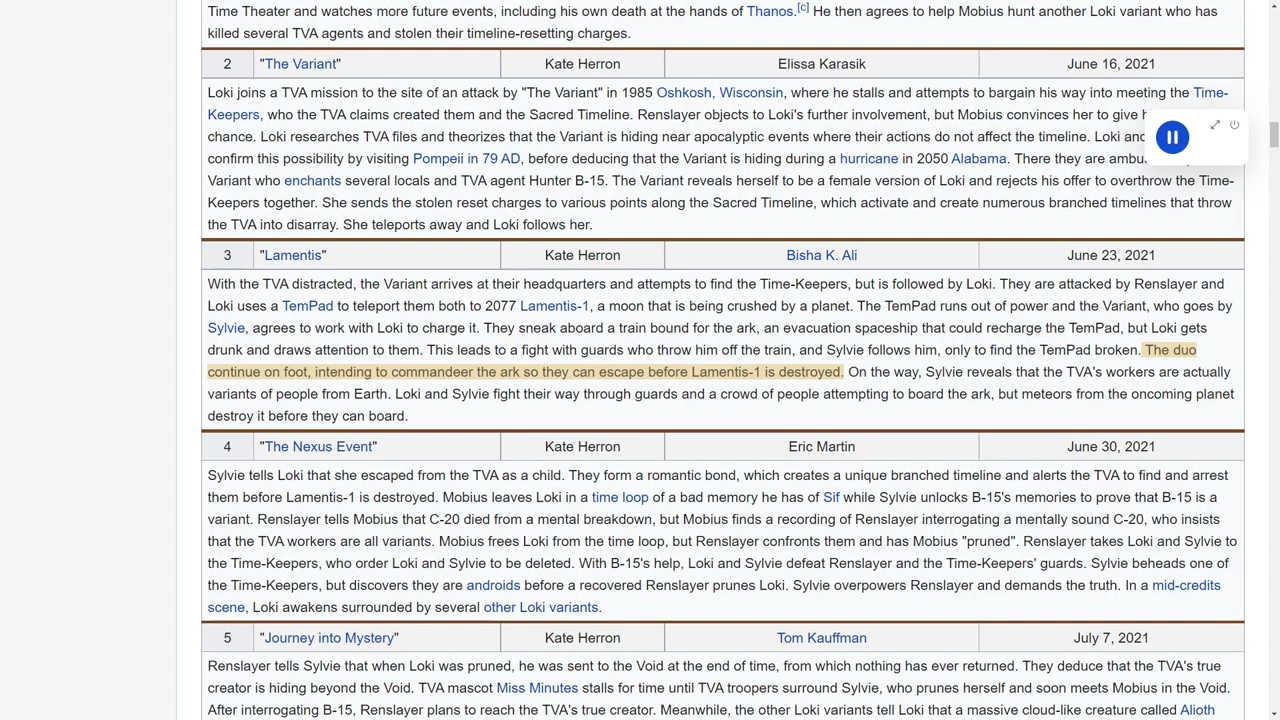 Time Theater and watches more future events, including his own death at the hands of Thanos.[c] He then agrees to help Mobius hunt another Loki variant who has
killed several TVA agents and stolen their timeline-resetting charges.
2 "The Variant" Kate Herron Elissa Karasik June 16, 2021
Loki joins a TVA mission to the site of an attack by "The Variant" in 1985 Oshkosh, Wisconsin, where he stalls and attempts to bargain his way into meeting the Time-
Keepers, who the TVA claims created them and the Sacred Timeline. Renslayer objects to Loki's further involvement, but Mobius convinces her to give
chance. Loki researches TVA files and theorizes that the Variant is hiding near apocalyptic events where their actions do not affect the timeline. Loki
confirm this possibility by visiting Pompeii in 79 AD, before deducing that the Variant is hiding during a hurricane in 2050 Alabama. There they are
Variant who enchants several locals and TVA agent Hunter B-15. The Variant reveals herself to be a female version of Loki and rejects his offer to overthrow the Time-
Keepers together. She sends the stolen reset charges to various points along the Sacred Timeline, which activate and create numerous branched timelines that throw
the TVA into disarray. She teleports away and Loki follows her.
3 "Lamentis" Kate Herron Bisha K. Ali June 23, 2021
With the TVA distracted, the Variant arrives at their headquarters and attempts to find the Time-Keepers, but is followed by Loki. They are attacked by Renslayer and
Loki uses a TemPad to teleport them both to 2077 Lamentis-1, a moon that is being crushed by a planet. The TemPad runs out of power and the Variant, who goes by
Sylvie, agrees to work with Loki to charge it. They sneak aboard a train bound for the ark, an evacuation spaceship that could recharge the TemPad, but Loki gets
drunk and draws attention to them. This leads to a fight with guards who throw him off the train, and Sylvie follows him, only to find the TemPad broken. The duo
continue on foot, intending to commandeer the ark so they can escape before Lamentis-1 is destroyed. On the way, Sylvie reveals that the TVA's workers are actually
variants of people from Earth. Loki and Sylvie fight their way through guards and a crowd of people attempting to board the ark, but meteors from the oncoming planet
destroy it before they can board.
4 "The Nexus Event" Kate Herron Eric Martin June 30, 2021
Sylvie tells Loki that she escaped from the TVA as a child. They form a romantic bond, which creates a unique branched timeline and alerts the TVA to find and arrest
them before Lamentis-1 is destroyed. Mobius leaves Loki in a time loop of a bad memory he has of Sif while Sylvie unlocks B-15's memories to prove that B-15 is a
variant. Renslayer tells Mobius that C-20 died from a mental breakdown, but Mobius finds a recording of Renslayer interrogating a mentally sound C-20, who insists
that the TVA workers are all variants. Mobius frees Loki from the time loop, but Renslayer confronts them and has Mobius "pruned". Renslayer takes Loki and Sylvie to
the Time-Keepers, who order Loki and Sylvie to be deleted. With B-15's help, Loki and Sylvie defeat Renslayer and the Time-Keepers' guards. Sylvie beheads one of
the Time-Keepers, but discovers they are androids before a recovered Renslayer prunes Loki. Sylvie overpowers Renslayer and demands the truth. In a mid-credits
scene, Loki awakens surrounded by several other Loki variants.
5 "Journey into Mystery" Kate Herron Tom Kauffman July 7, 2021
Renslayer tells Sylvie that when Loki was pruned, he was sent to the Void at the end of time, from which nothing has ever returned. They deduce that the TVA's true
creator is hiding beyond the Void. TVA mascot Miss Minutes stalls for time until TVA troopers surround Sylvie, who prunes herself and soon meets Mobius in the Void.
After interrogating B-15, Renslayer plans to reach the TVA's true creator. Meanwhile, the other Loki variants tell Loki that a massive cloud-like creature called Alioth